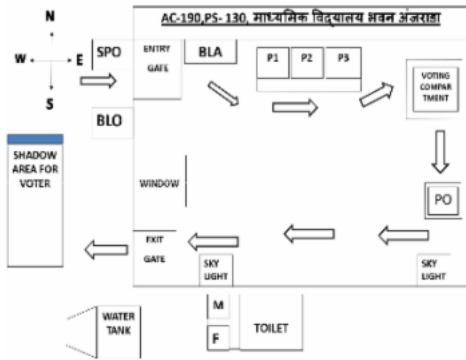 AC-190,PS- 130, माध्यमिक विद्यालय भवन अंजराडा
N
W E
S
SPO
ENTRY
GATE
BLA
P1 P2 P3
VOTING
COMPAR
TMENT
BLO
SHADOW
AREA FOR
VOTER
WINDOW
PO
EXIT
GATE
SKY
LIGHT
SKY
LIGHT
WATER
TANK
M
F
TOILET